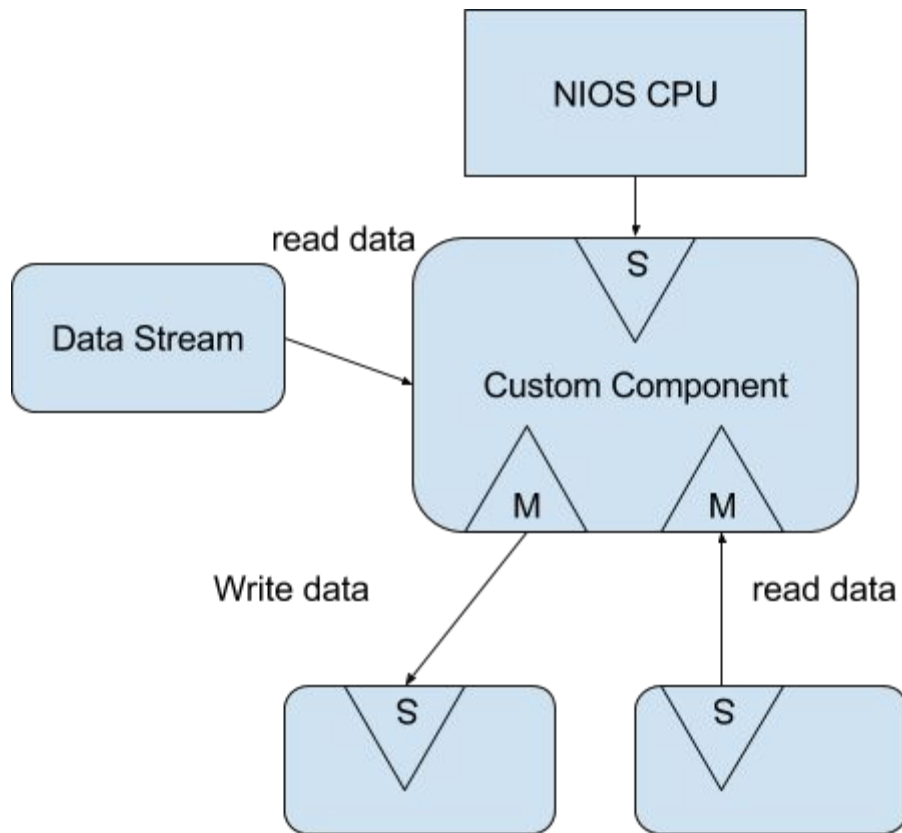 NIOS CPU
read data
S
Data Stream
Custom Component
M
M
Write data
read data
S
S